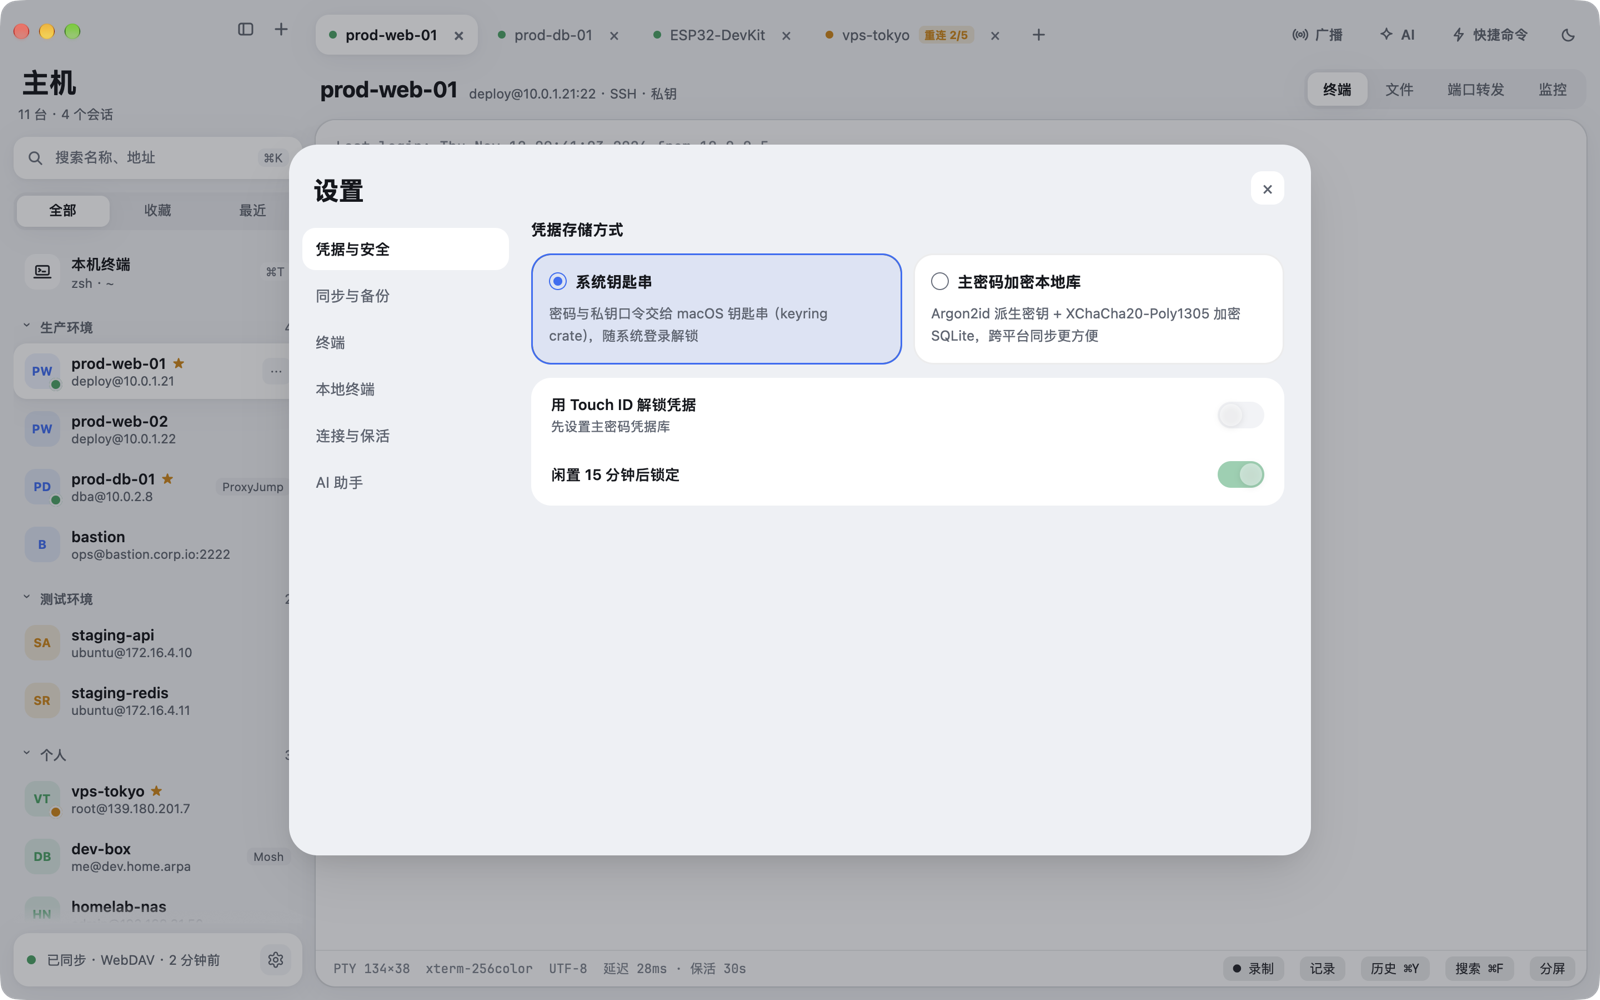 prod-web-01
prod-db-01
ESP32-DevKit
vps-tokyo 重连 2/5
广播
AI
快捷命令
主机
11 台 · 4 个会话
搜索名称、地址 ⌘K
全部 收藏 最近
本机终端
zsh · ~
⌘T
生产环境
prod-web-01
PW
deploy@10.0.1.21
prod-web-02
PW
deploy@10.0.1.22
prod-db-01
PD
dba@10.0.2.8
ProxyJump
bastion
B
ops@bastion.corp.io:2222
测试环境
staging-api
SA
ubuntu@172.16.4.10
staging-redis
SR
ubuntu@172.16.4.11
个人
vps-tokyo
VT
root@139.180.201.7
dev-box
DB
me@dev.home.arpa
Mosh
homelab-nas
HN
已同步 · WebDAV · 2 分钟前
prod-web-01 deploy@10.0.1.21:22 · SSH · 私钥
终端 文件 端口转发 监控
设置
凭据与安全
同步与备份
终端
本地终端
连接与保活
AI 助手
凭据存储方式
系统钥匙串
密码与私钥口令交给 macOS 钥匙串（keyring
crate），随系统登录解锁
主密码加密本地库
Argon2id 派生密钥 + XChaCha20-Poly1305 加密
SQLite，跨平台同步更方便
用 Touch ID 解锁凭据
先设置主密码凭据库
闲置 15 分钟后锁定
PTY 134×38 xterm-256color UTF-8 延迟 28ms · 保活 30s
录制 记录 历史 ⌘Y 搜索 ⌘F 分屏